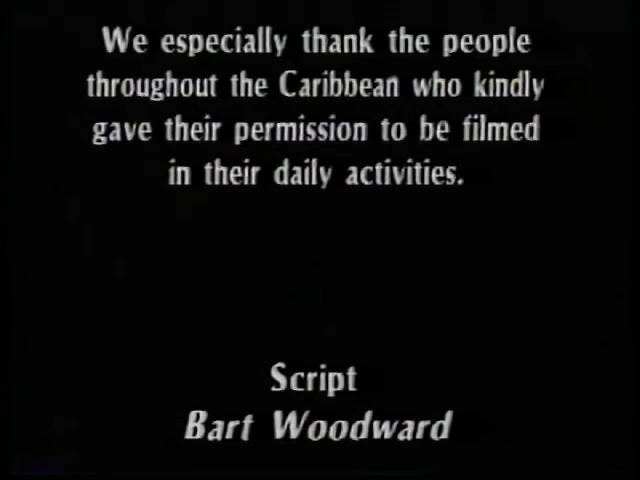 We especially thank the people
throughout the Caribbean who kindly
gave their permission to be filmed
in their daily activities.
Script
Bart Woodward